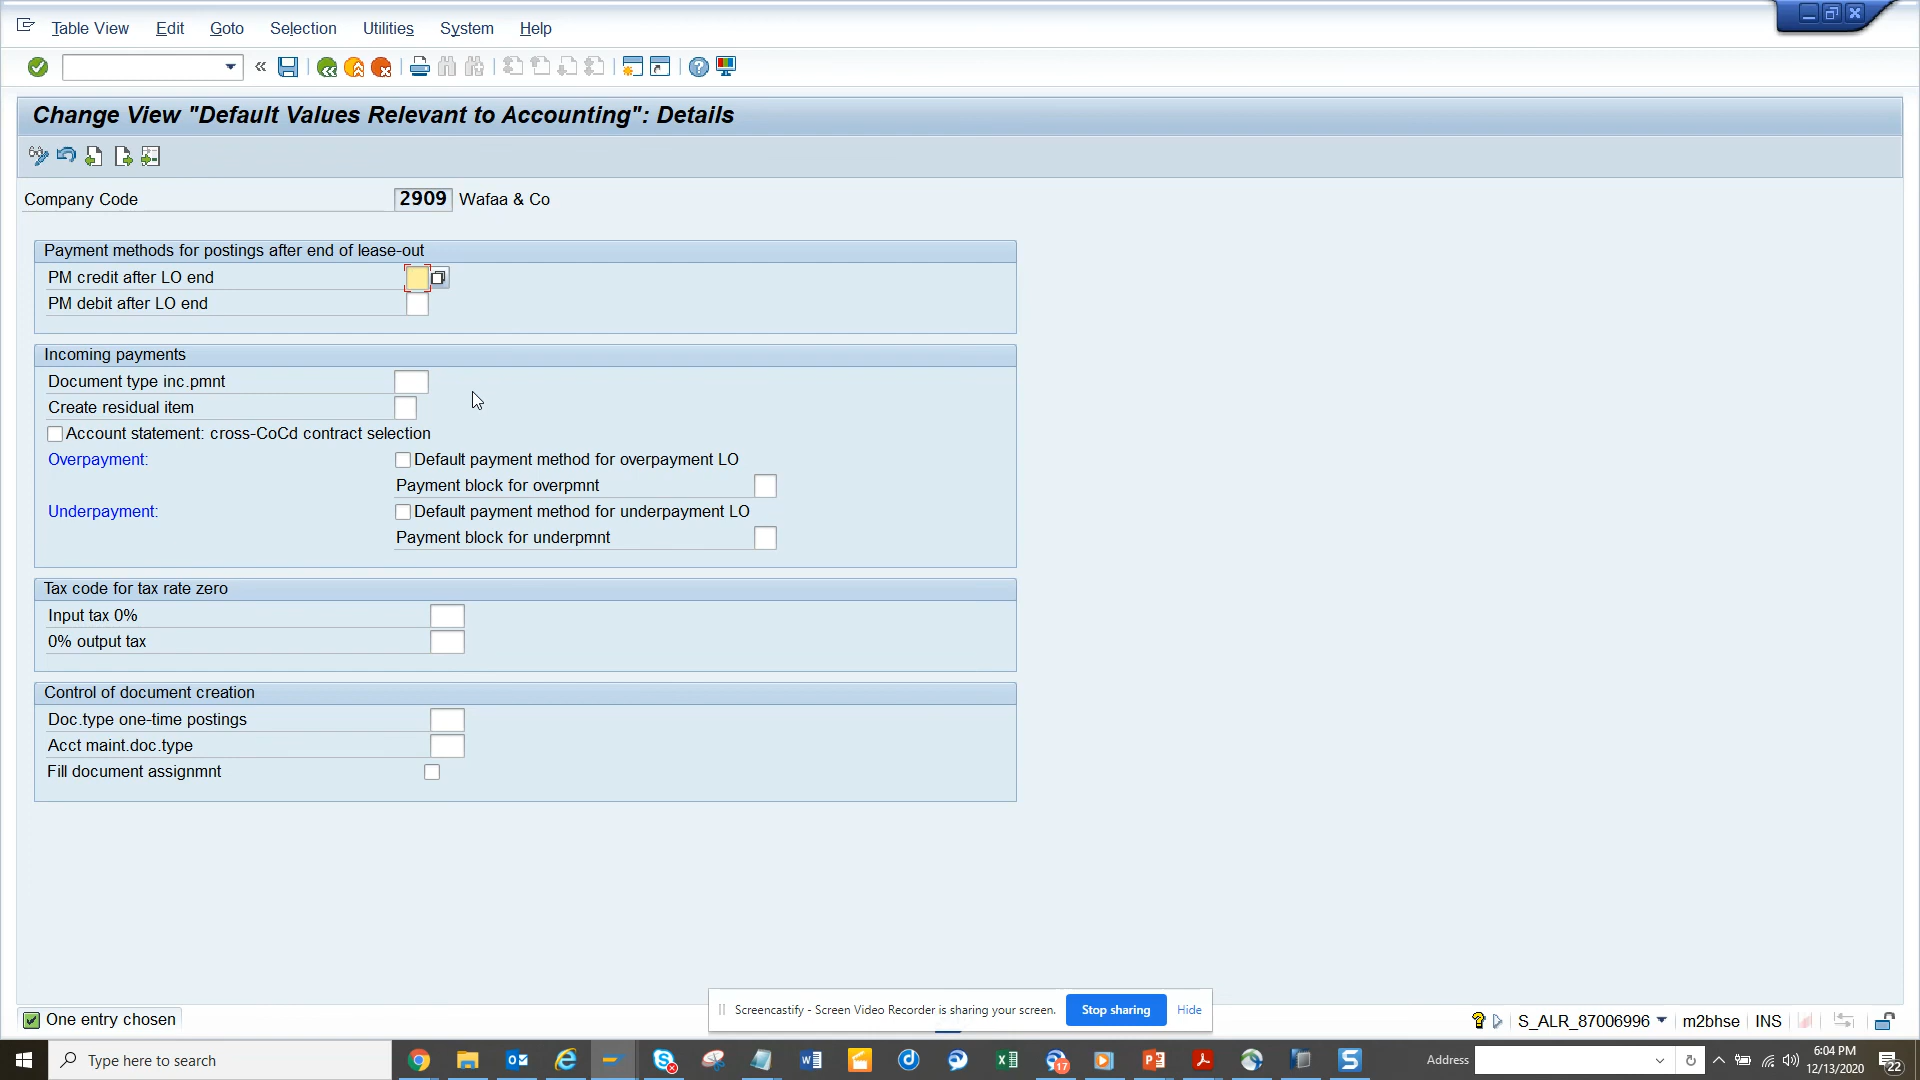 Table View Edit Goto Selection Utilities System Help
Change View "Default Values Relevant to Accounting": Details
Company Code 2909 Wafaa & Co
Payment methods for postings after end of lease-out
PM credit after LO end
PM debit after LO end
Incoming payments
Document type inc.pmnt
Create residual item
Account statement: cross-CoCd contract selection
Overpayment: Default payment method for overpayment LO
Payment block for overpmnt
Underpayment: Default payment method for underpayment LO
Payment block for underpmnt
Tax code for tax rate zero
Input tax 0%
0% output tax
Control of document creation
Doc.type one-time postings
Acct maint.doc.type
Fill document assignmnt
Screencastify - Screen Video Recorder is sharing your screen. Stop sharing Hide
One entry chosen S_ALR_87006996 m2bhse INS
Type here to search 17 Address 6:04 PM
12/13/2020 22